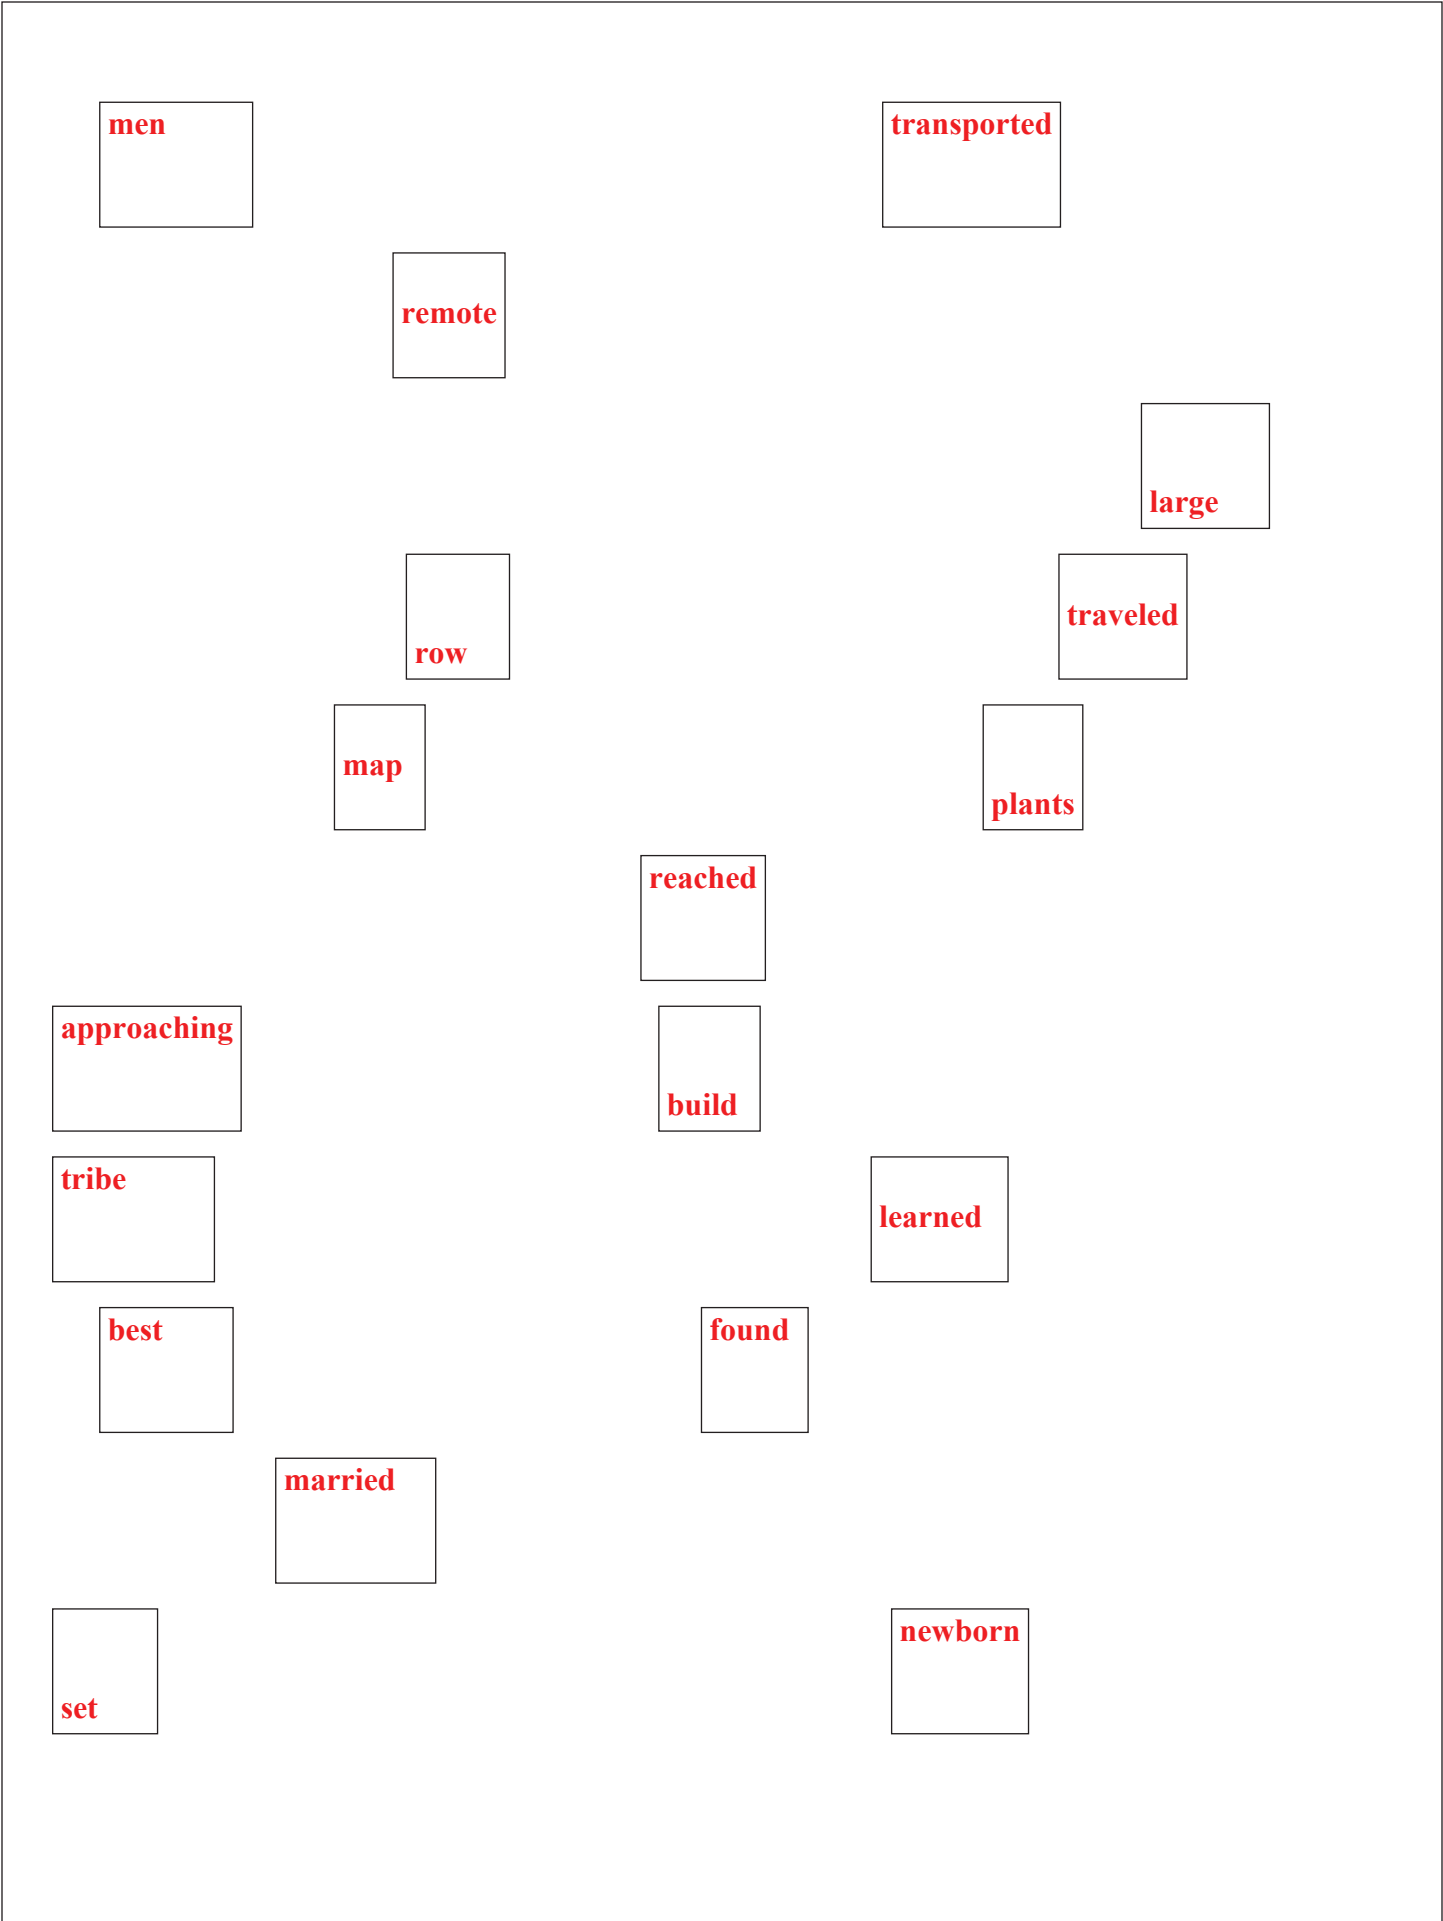 men transported
remote
large
traveled
row
map
plants
reached
approaching
build
tribe
learned
best found
married
newborn
set